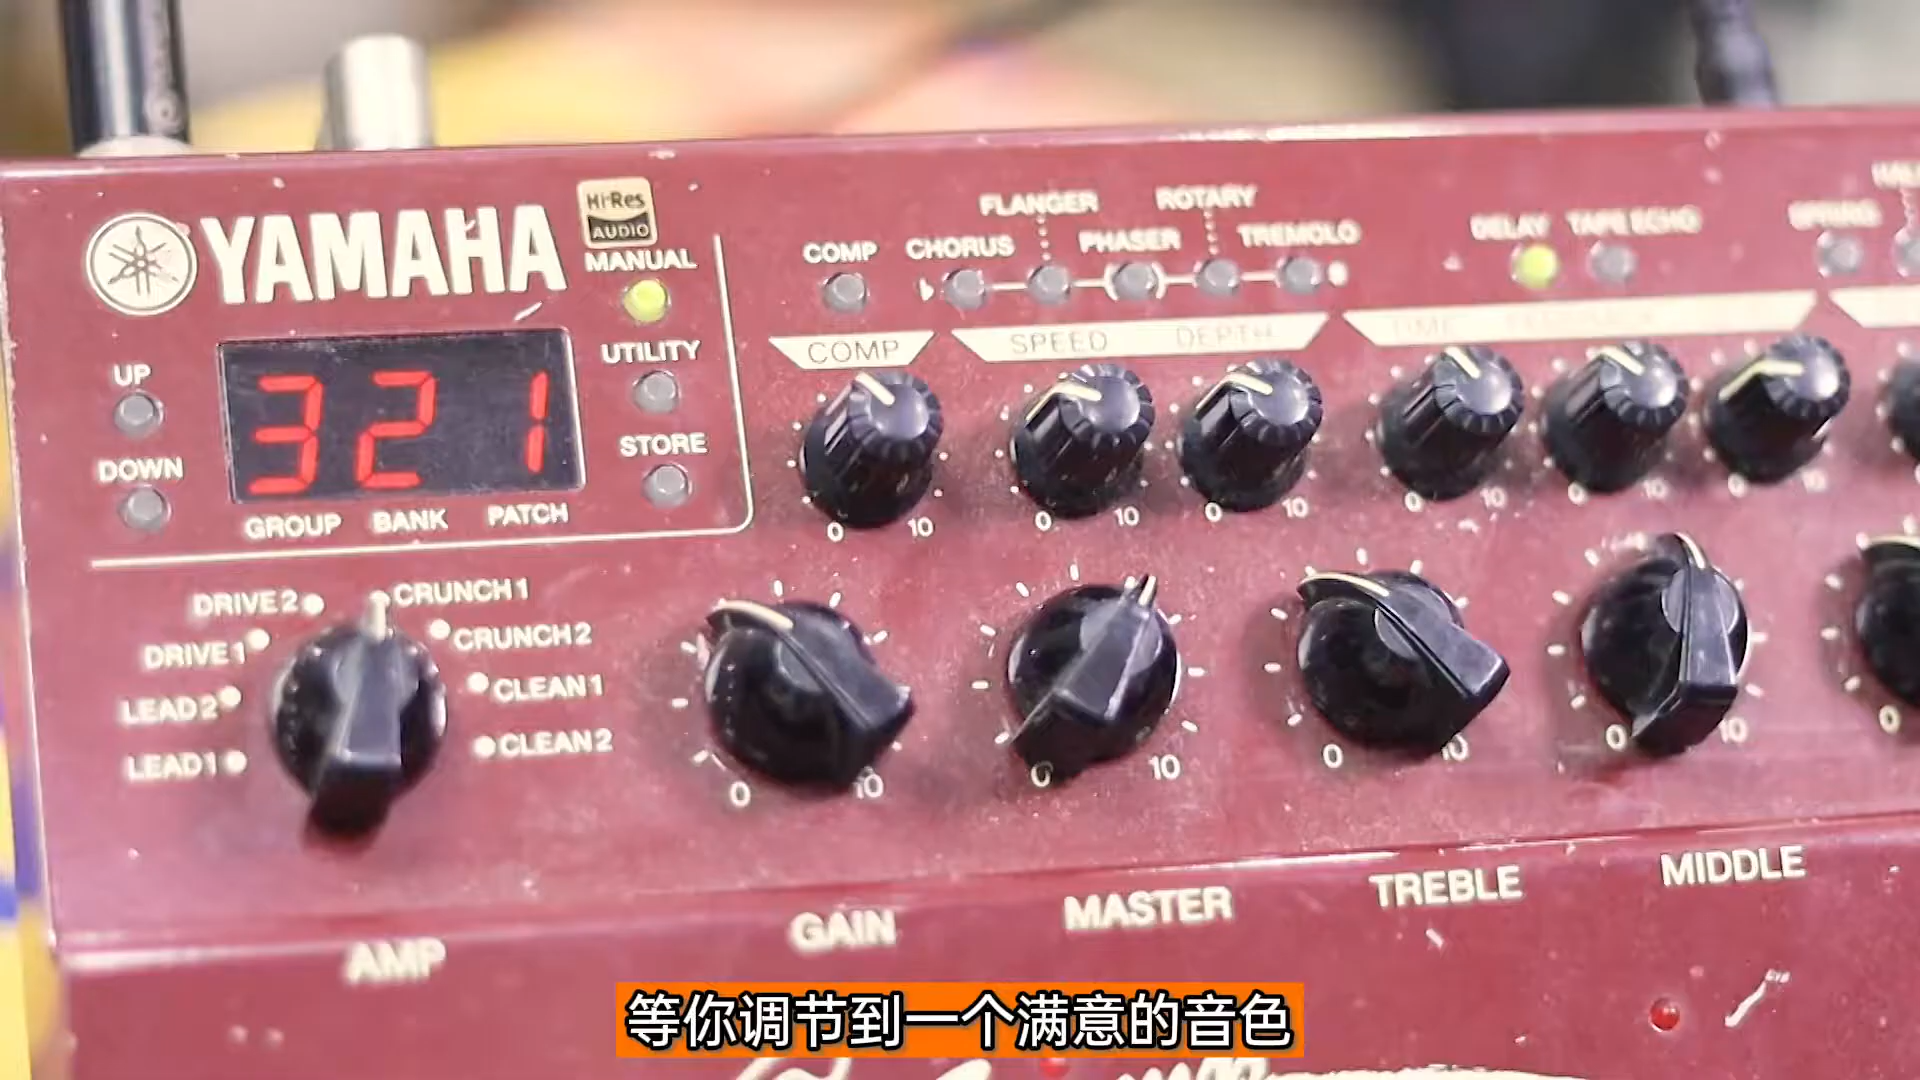 YAMAHA
Hi-Res
AUDIO
MANUAL
UTILITY
STORE
UP
DOWN
321
GROUP BANK PATCH
FLANGER ROTARY
COMP CHORUS PHASER TREMOLO
DELAY TAPE ECHO SPRING
COMP SPEED DEPTH TIME
0 10 0 10 0 10 0 10 0 10 0 10
DRIVE 2 CRUNCH 1
DRIVE 1 CRUNCH 2
LEAD 2 CLEAN 1
LEAD 1 CLEAN 2
0 10 0 10 0 10 0 10 0
AMP GAIN MASTER TREBLE MIDDLE
等你调节到一个满意的音色